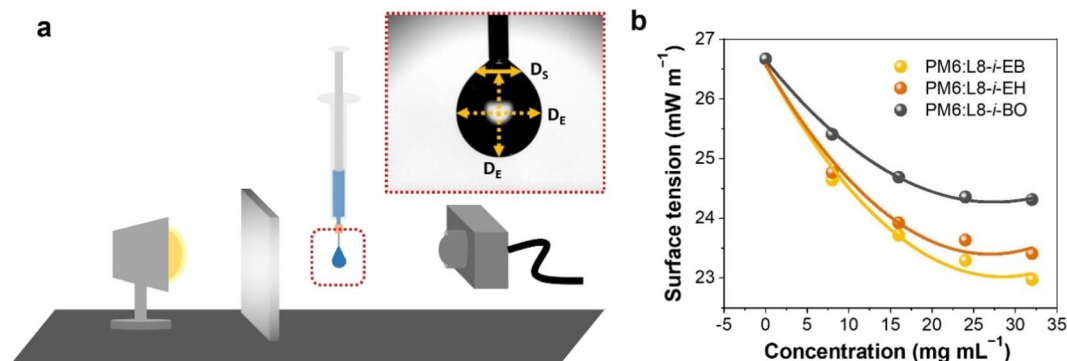 a
D_S
D_E
D_E
b
Surface tension (mW m⁻¹)
27
26
25
24
23
PM6:L8-i-EB
PM6:L8-i-EH
PM6:L8-i-BO
-5 0 5 10 15 20 25 30 35
Concentration (mg mL⁻¹)